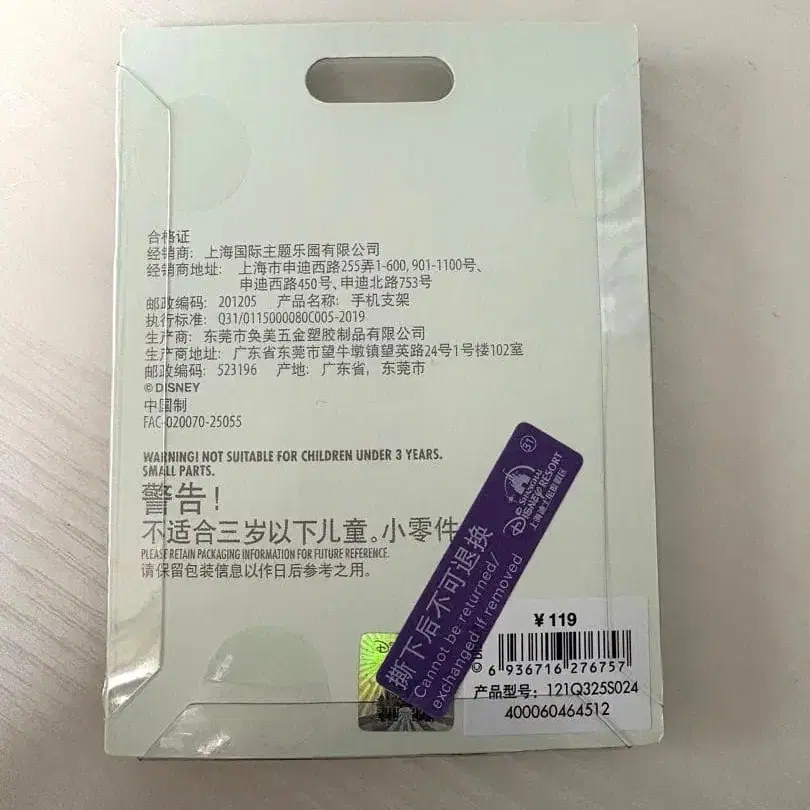 合格证
经销商: 上海国际主题乐园有限公司
经销商地址: 上海市申迪西路255弄1-600, 901-1100号、
申迪西路450号、申迪北路753号
邮政编码: 201205 产品名称: 手机支架
执行标准: Q31/0115000080C005-2019
生产商: 东莞市奂美五金塑胶制品有限公司
生产商地址: 广东省东莞市望牛墩镇望英路24号1号楼102室
邮政编码: 523196 产地: 广东省, 东莞市
© DISNEY
中国制
FAC-020070-25055
WARNING! NOT SUITABLE FOR CHILDREN UNDER 3 YEARS.
SMALL PARTS.
警告!
不适合三岁以下儿童。小零件
PLEASE RETAIN PACKAGING INFORMATION FOR FUTURE REFERENCE.
请保留包装信息以作日后参考之用。
31
SHANGHAI
DISNEY RESORT
上海迪士尼度假区
撕下后不可退换
Cannot be returned/
exchanged if removed
¥ 119
6 936716 276757
产品型号: 121Q325S024
400060464512